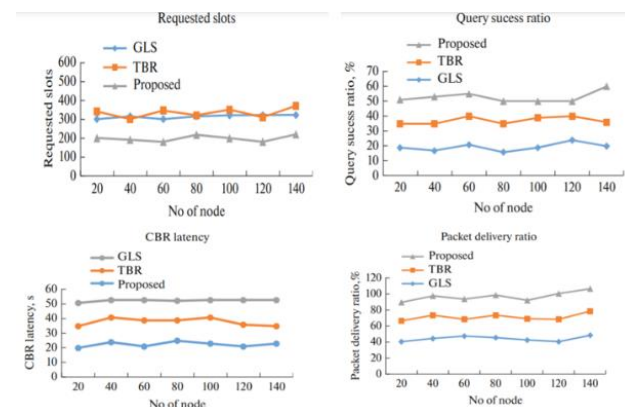 Requested slots
GLS
TBR
Proposed
Requested slots
600
500
400
300
200
100
0
20 40 60 80 100 120 140
No of node
Query sucess ratio
Proposed
TBR
GLS
Query sucess ratio, %
70
60
50
40
30
20
10
0
20 40 60 80 100 120 140
No of node
CBR latency
GLS
TBR
Proposed
CBR latency, s
60
50
40
30
20
10
0
20 40 60 80 100 120 140
No of node
Packet delivery ratio
Proposed
TBR
GLS
Packet delivery ratio,%
120
100
80
60
40
20
0
20 40 60 80 100 120 140
No of node